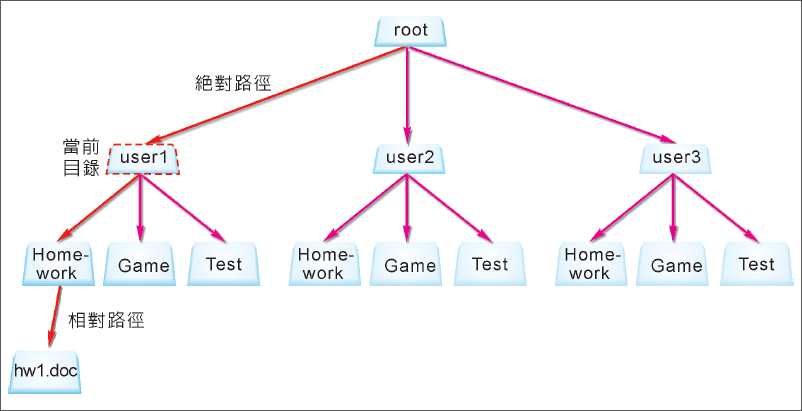 root
絕對路徑
當前
目錄
user1
user2
user3
Home-
work
Game
Test
Home-
work
Game
Test
Home-
work
Game
Test
相對路徑
hw1.doc